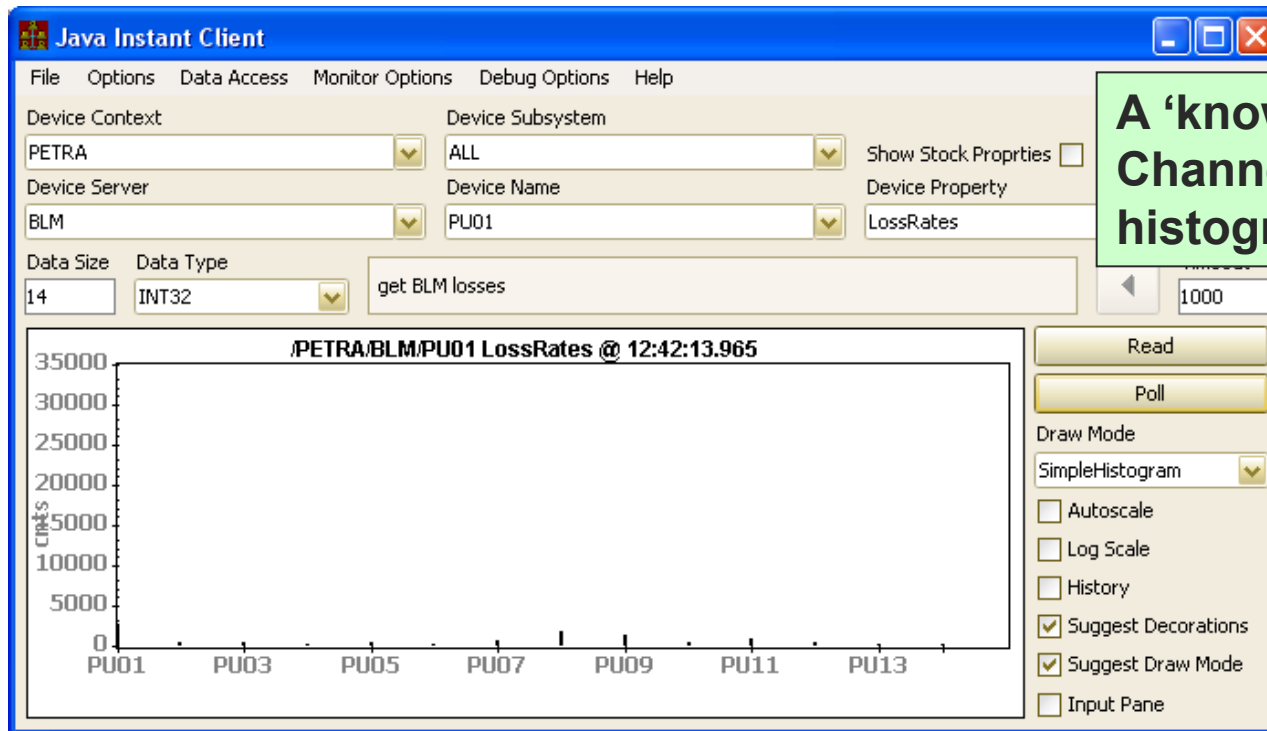 Java Instant Client
File Options Data Access Monitor Options Debug Options Help
A ‘know
Channe
histogr
Device Context
Device Subsystem
PETRA
ALL
Show Stock Proprties
Device Server
Device Name
Device Property
BLM
PU01
LossRates
Data Size
Data Type
14
INT32
get BLM losses
1000
/PETRA/BLM/PU01 LossRates @ 12:42:13.965
35000
30000
25000
20000
15000
10000
5000
0
cnts
PU01 PU03 PU05 PU07 PU09 PU11 PU13
Read
Poll
Draw Mode
SimpleHistogram
Autoscale
Log Scale
History
Suggest Decorations
Suggest Draw Mode
Input Pane